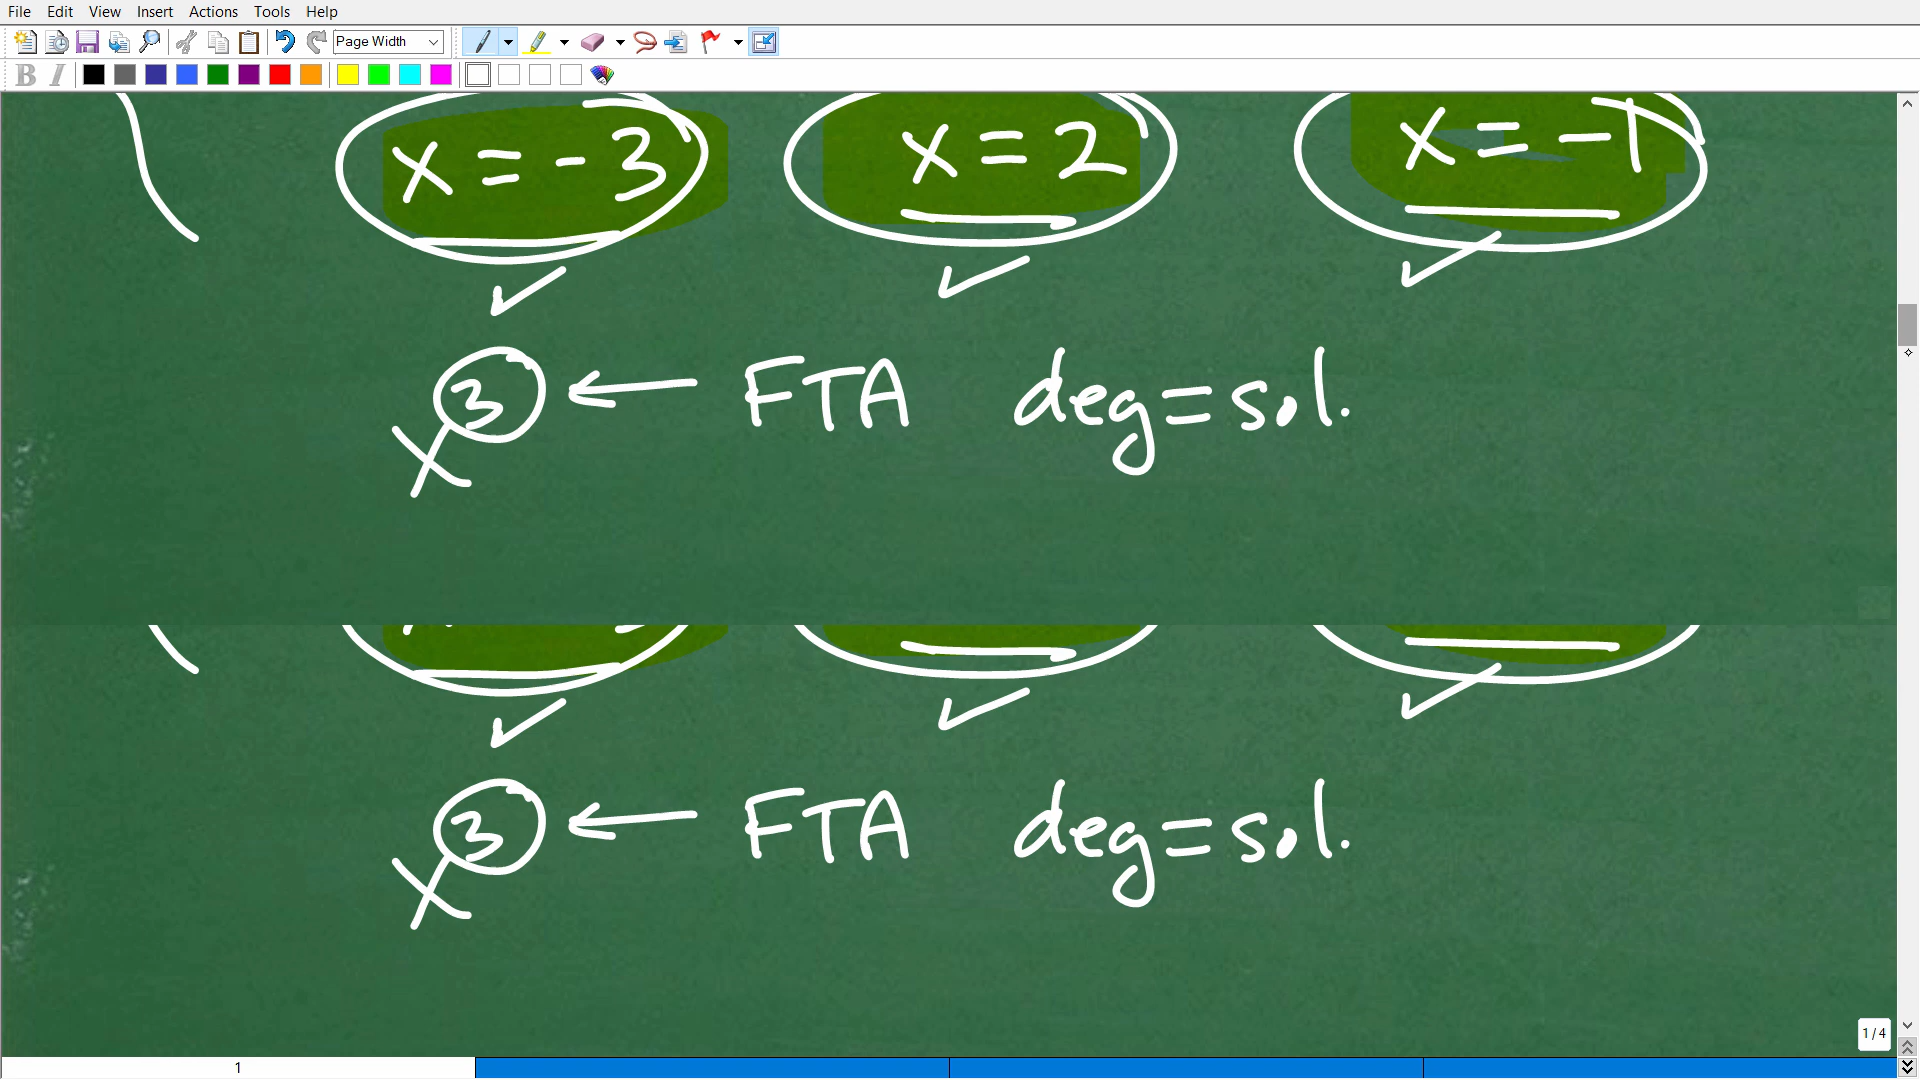 File Edit View Insert Actions Tools Help
Page Width
B I
x = -3 x = 2 x = -1
x³ ← FTA deg = sol.
x³ ← FTA deg = sol.
1 / 4
1